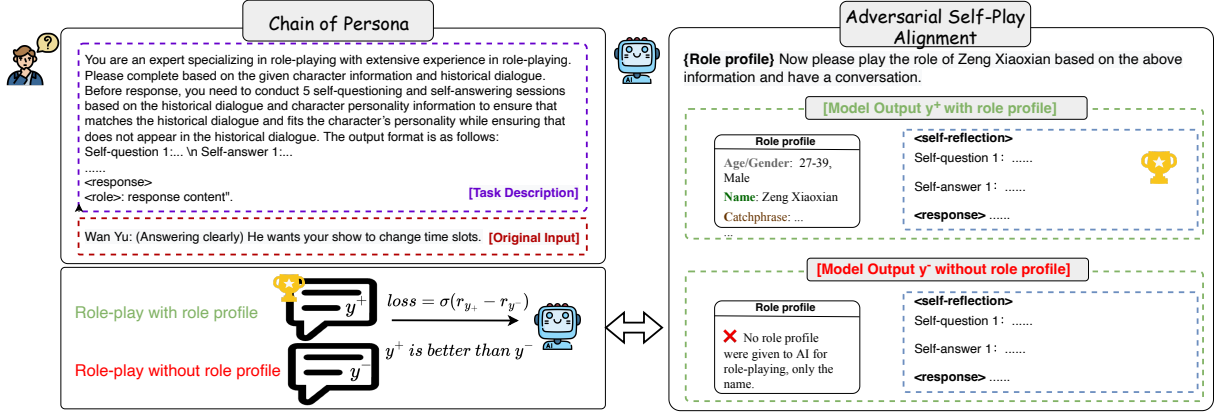 Chain of Persona
?
You are an expert specializing in role-playing with extensive experience in role-playing.
Please complete based on the given character information and historical dialogue.
Before response, you need to conduct 5 self-questioning and self-answering sessions
based on the historical dialogue and character personality information to ensure that
matches the historical dialogue and fits the character's personality while ensuring that
does not appear in the historical dialogue. The output format is as follows:
Self-question 1:... \n Self-answer 1:...
......
<response>
<role>: response content".
[Task Description]
Wan Yu: (Answering clearly) He wants your show to change time slots. [Original Input]
Role-play with role profile
y⁺
Role-play without role profile
y⁻
loss = σ(r_{y_+} − r_{y^-})
y⁺ is better than y⁻
AI
Adversarial Self-Play
Alignment
AI
{Role profile} Now please play the role of Zeng Xiaoxian based on the above
information and have a conversation.
[Model Output y⁺ with role profile]
Role profile
Age/Gender: 27-39,
Male
Name: Zeng Xiaoxian
Catchphrase: ...
...
<self-reflection>
Self-question 1: ......
Self-answer 1: ......
<response> ......
[Model Output y⁻ without role profile]
Role profile
No role profile
were given to AI for
role-playing, only the
name.
<self-reflection>
Self-question 1: ......
Self-answer 1: ......
<response> ......